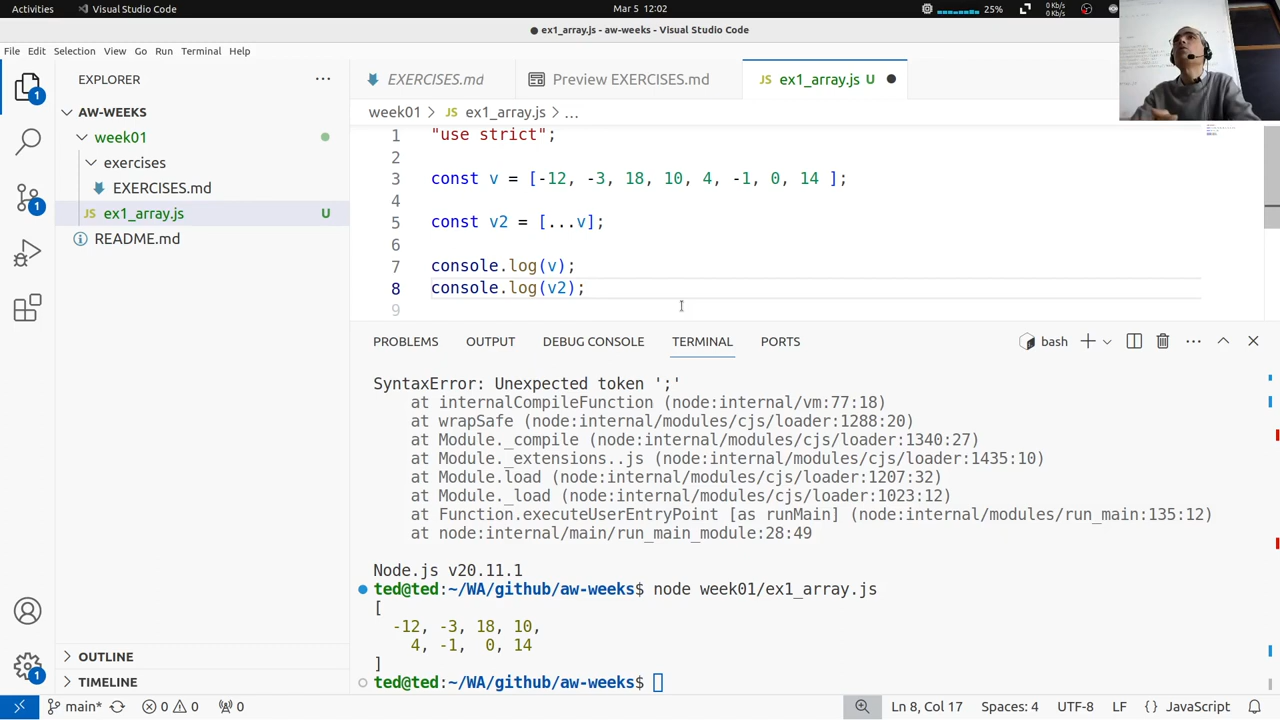 Activities
Visual Studio Code
Mar 5 12:02
25%
0 Kb/s
0 Kb/s
ex1_array.js - aw-weeks - Visual Studio Code
File Edit Selection View Go Run Terminal Help
EXPLORER
EXERCISES.md
Preview EXERCISES.md
JS ex1_array.js U
AW-WEEKS
week01 > JS ex1_array.js > ...
week01
exercises
EXERCISES.md
JS ex1_array.js U
README.md
1 "use strict";
2
3 const v = [-12, -3, 18, 10, 4, -1, 0, 14 ];
4
5 const v2 = [...v];
6
7 console.log(v);
8 console.log(v2);
9
PROBLEMS OUTPUT DEBUG CONSOLE TERMINAL PORTS
bash
SyntaxError: Unexpected token ';'
at internalCompileFunction (node:internal/vm:77:18)
at wrapSafe (node:internal/modules/cjs/loader:1288:20)
at Module._compile (node:internal/modules/cjs/loader:1340:27)
at Module._extensions..js (node:internal/modules/cjs/loader:1435:10)
at Module.load (node:internal/modules/cjs/loader:1207:32)
at Module._load (node:internal/modules/cjs/loader:1023:12)
at Function.executeUserEntryPoint [as runMain] (node:internal/modules/run_main:135:12)
at node:internal/main/run_main_module:28:49
Node.js v20.11.1
ted@ted:~/WA/github/aw-weeks$ node week01/ex1_array.js
[
-12, -3, 18, 10,
4, -1, 0, 14
]
ted@ted:~/WA/github/aw-weeks$
1
1
1
OUTLINE
TIMELINE
main* 0 0 0
Ln 8, Col 17 Spaces: 4 UTF-8 LF {} JavaScript